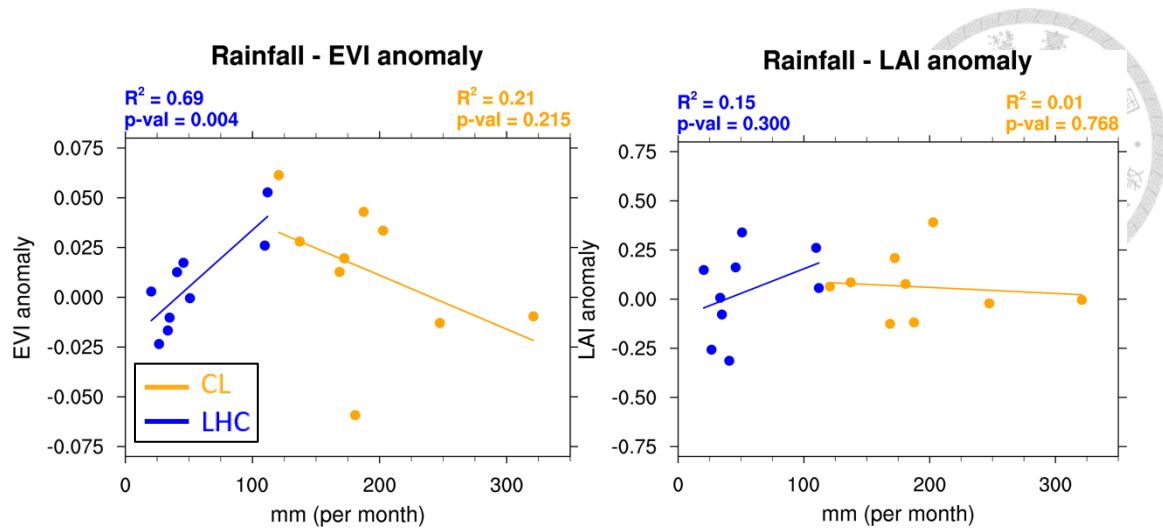 Rainfall - EVI anomaly
R² = 0.69
p-val = 0.004
R² = 0.21
p-val = 0.215
0.075
0.050
0.025
0.000
-0.025
-0.050
-0.075
EVI anomaly
CL
LHC
0 100 200 300
mm (per month)
Rainfall - LAI anomaly
R² = 0.15
p-val = 0.300
R² = 0.01
p-val = 0.768
0.75
0.50
0.25
0.00
-0.25
-0.50
-0.75
LAI anomaly
0 100 200 300
mm (per month)